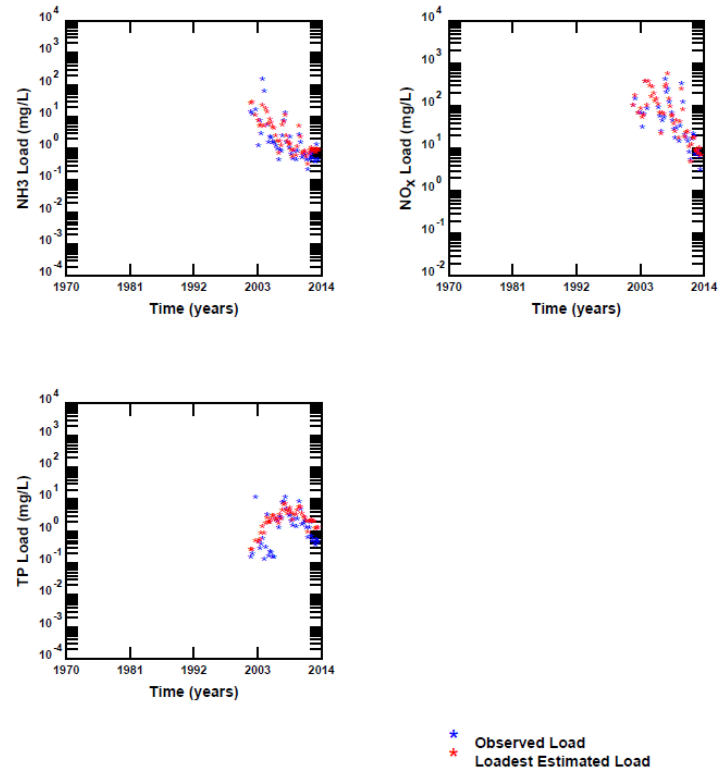 10^4
10^3
10^2
10^1
10^0
10^-1
10^-2
10^-3
10^-4
NH3 Load (mg/L)
1970 1981 1992 2003 2014
Time (years)
10^4
10^3
10^2
10^1
10^0
10^-1
10^-2
NO_x Load (mg/L)
1970 1981 1992 2003 2014
Time (years)
10^4
10^3
10^2
10^1
10^0
10^-1
10^-2
10^-3
10^-4
TP Load (mg/L)
1970 1981 1992 2003 2014
Time (years)
* Observed Load
* Loadest Estimated Load